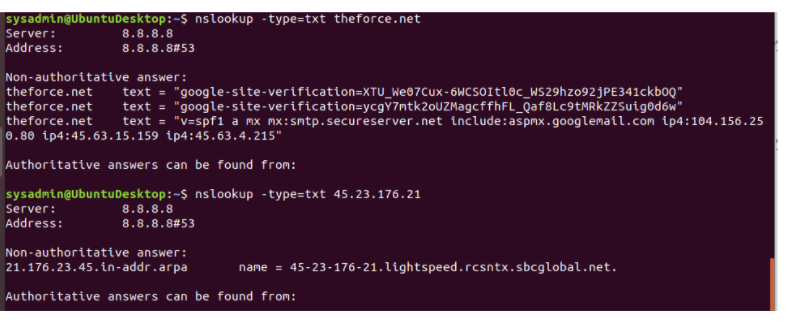 sysadmin@UbuntuDesktop:~$ nslookup -type=txt theforce.net
Server:         8.8.8.8
Address:        8.8.8.8#53

Non-authoritative answer:
theforce.net    text = "google-site-verification=XTU_We07Cux-6WCSOItl0c_WS29hzo92jPE341ckbOQ"
theforce.net    text = "google-site-verification=ycgY7mtk2oUZMagcffhFL_Qaf8Lc9tMRkZZSuig0d6w"
theforce.net    text = "v=spf1 a mx mx:smtp.secureserver.net include:aspmx.googlemail.com ip4:104.156.25
0.80 ip4:45.63.15.159 ip4:45.63.4.215"

Authoritative answers can be found from:

sysadmin@UbuntuDesktop:~$ nslookup -type=txt 45.23.176.21
Server:         8.8.8.8
Address:        8.8.8.8#53

Non-authoritative answer:
21.176.23.45.in-addr.arpa       name = 45-23-176-21.lightspeed.rcsntx.sbcglobal.net.

Authoritative answers can be found from: